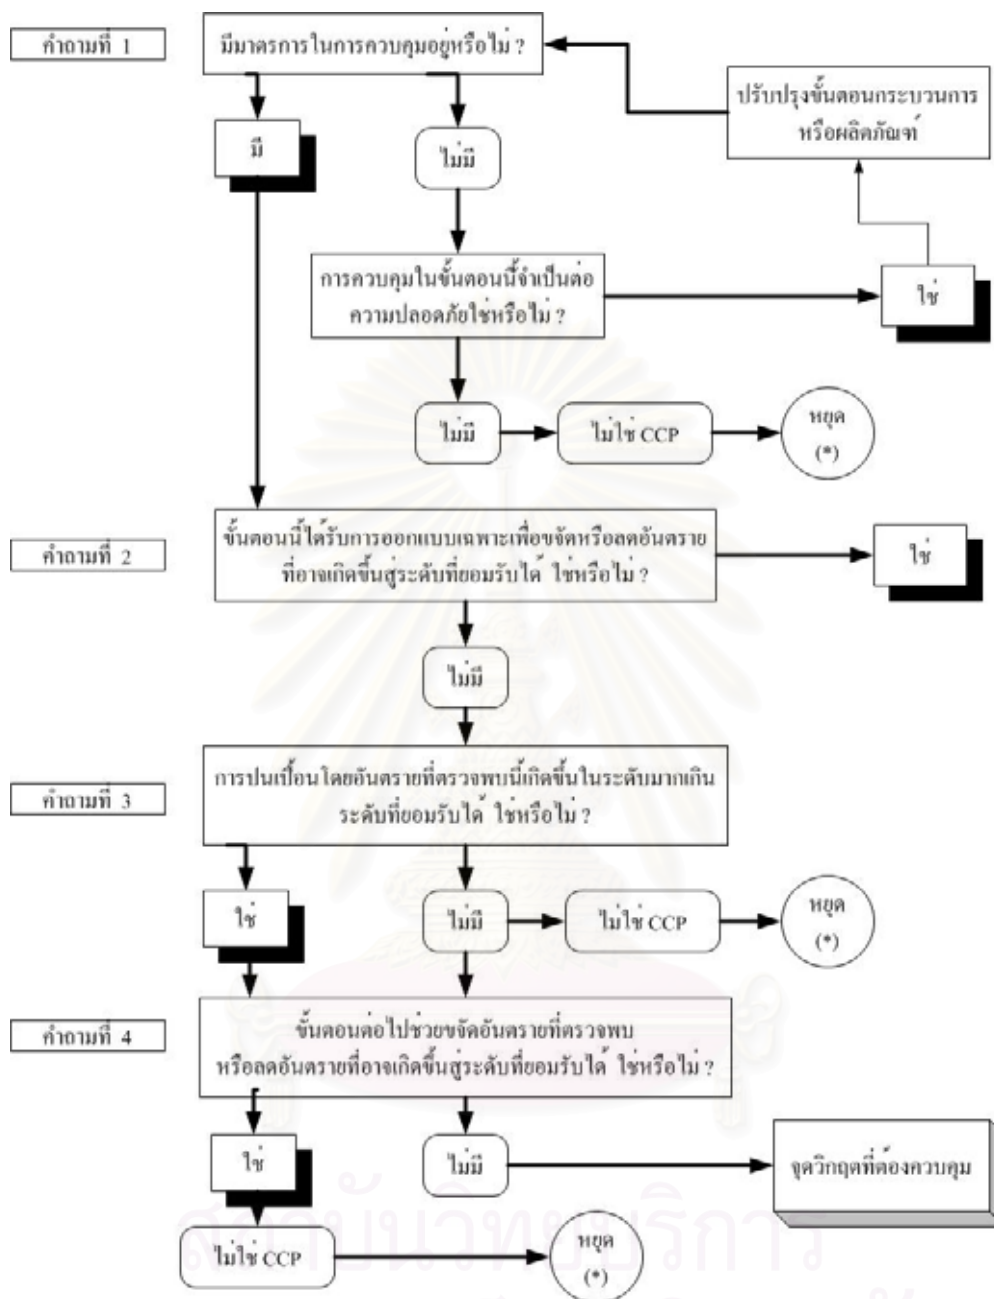 คำถามที่ 1
มีมาตรการในการควบคุมอยู่หรือไม่ ?
ปรับปรุงขั้นตอนกระบวนการ
หรือผลิตภัณฑ์
มี
ไม่มี
การควบคุมในขั้นตอนนี้จำเป็นต่อ
ความปลอดภัยใช่หรือไม่ ?
ใช่
ไม่มี
ไม่ใช่ CCP
หยุด
(*)
คำถามที่ 2
ขั้นตอนนี้ได้รับการออกแบบเฉพาะเพื่อขจัดหรือลดอันตราย
ที่อาจเกิดขึ้นสู่ระดับที่ยอมรับได้ ใช่หรือไม่ ?
ใช่
ไม่มี
คำถามที่ 3
การปนเปื้อนโดยอันตรายที่ตรวจพบนี้เกิดขึ้นในระดับมากเกิน
ระดับที่ยอมรับได้ ใช่หรือไม่ ?
ใช่
ไม่มี
ไม่ใช่ CCP
หยุด
(*)
คำถามที่ 4
ขั้นตอนต่อไปช่วยขจัดอันตรายที่ตรวจพบ
หรือลดอันตรายที่อาจเกิดขึ้นสู่ระดับที่ยอมรับได้ ใช่หรือไม่ ?
ใช่
ไม่มี
จุดวิกฤตที่ต้องควบคุม
สถาบันวิทยบริการ
ไม่ใช่ CCP
หยุด
(*)